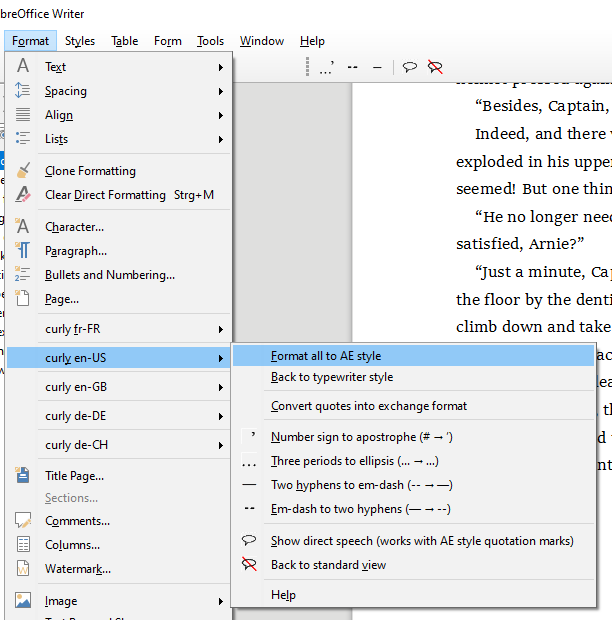 breOffice Writer
Format Styles Table Form Tools Window Help
Text
Spacing
Align
Lists
Clone Formatting
Clear Direct Formatting Strg+M
Character...
Paragraph...
Bullets and Numbering...
Page...
curly fr-FR
curly en-US
curly en-GB
curly de-DE
curly de-CH
Title Page...
Sections...
Comments...
Columns...
Watermark...
Image
Format all to AE style
Back to typewriter style
Convert quotes into exchange format
Number sign to apostrophe (# → ’)
Three periods to ellipsis (... → …)
Two hyphens to em-dash (-- → —)
Em-dash to two hyphens (— → --)
Show direct speech (works with AE style quotation marks)
Back to standard view
Help
“Besides, Captain,
Indeed, and there
exploded in his uppe
seemed! But one thin
“He no longer need
satisfied, Arnie?”
“Just a minute, Cap
the floor by the denti
climb down and take